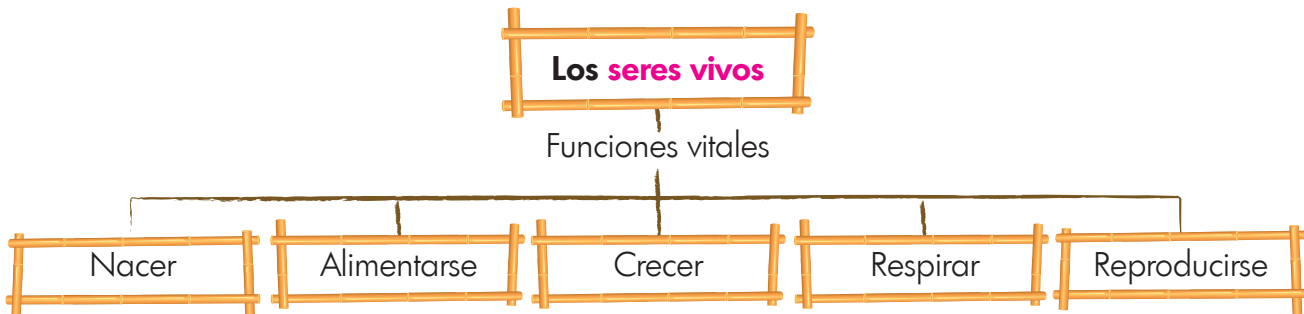 Los seres vivos
Funciones vitales
Nacer
Alimentarse
Crecer
Respirar
Reproducirse